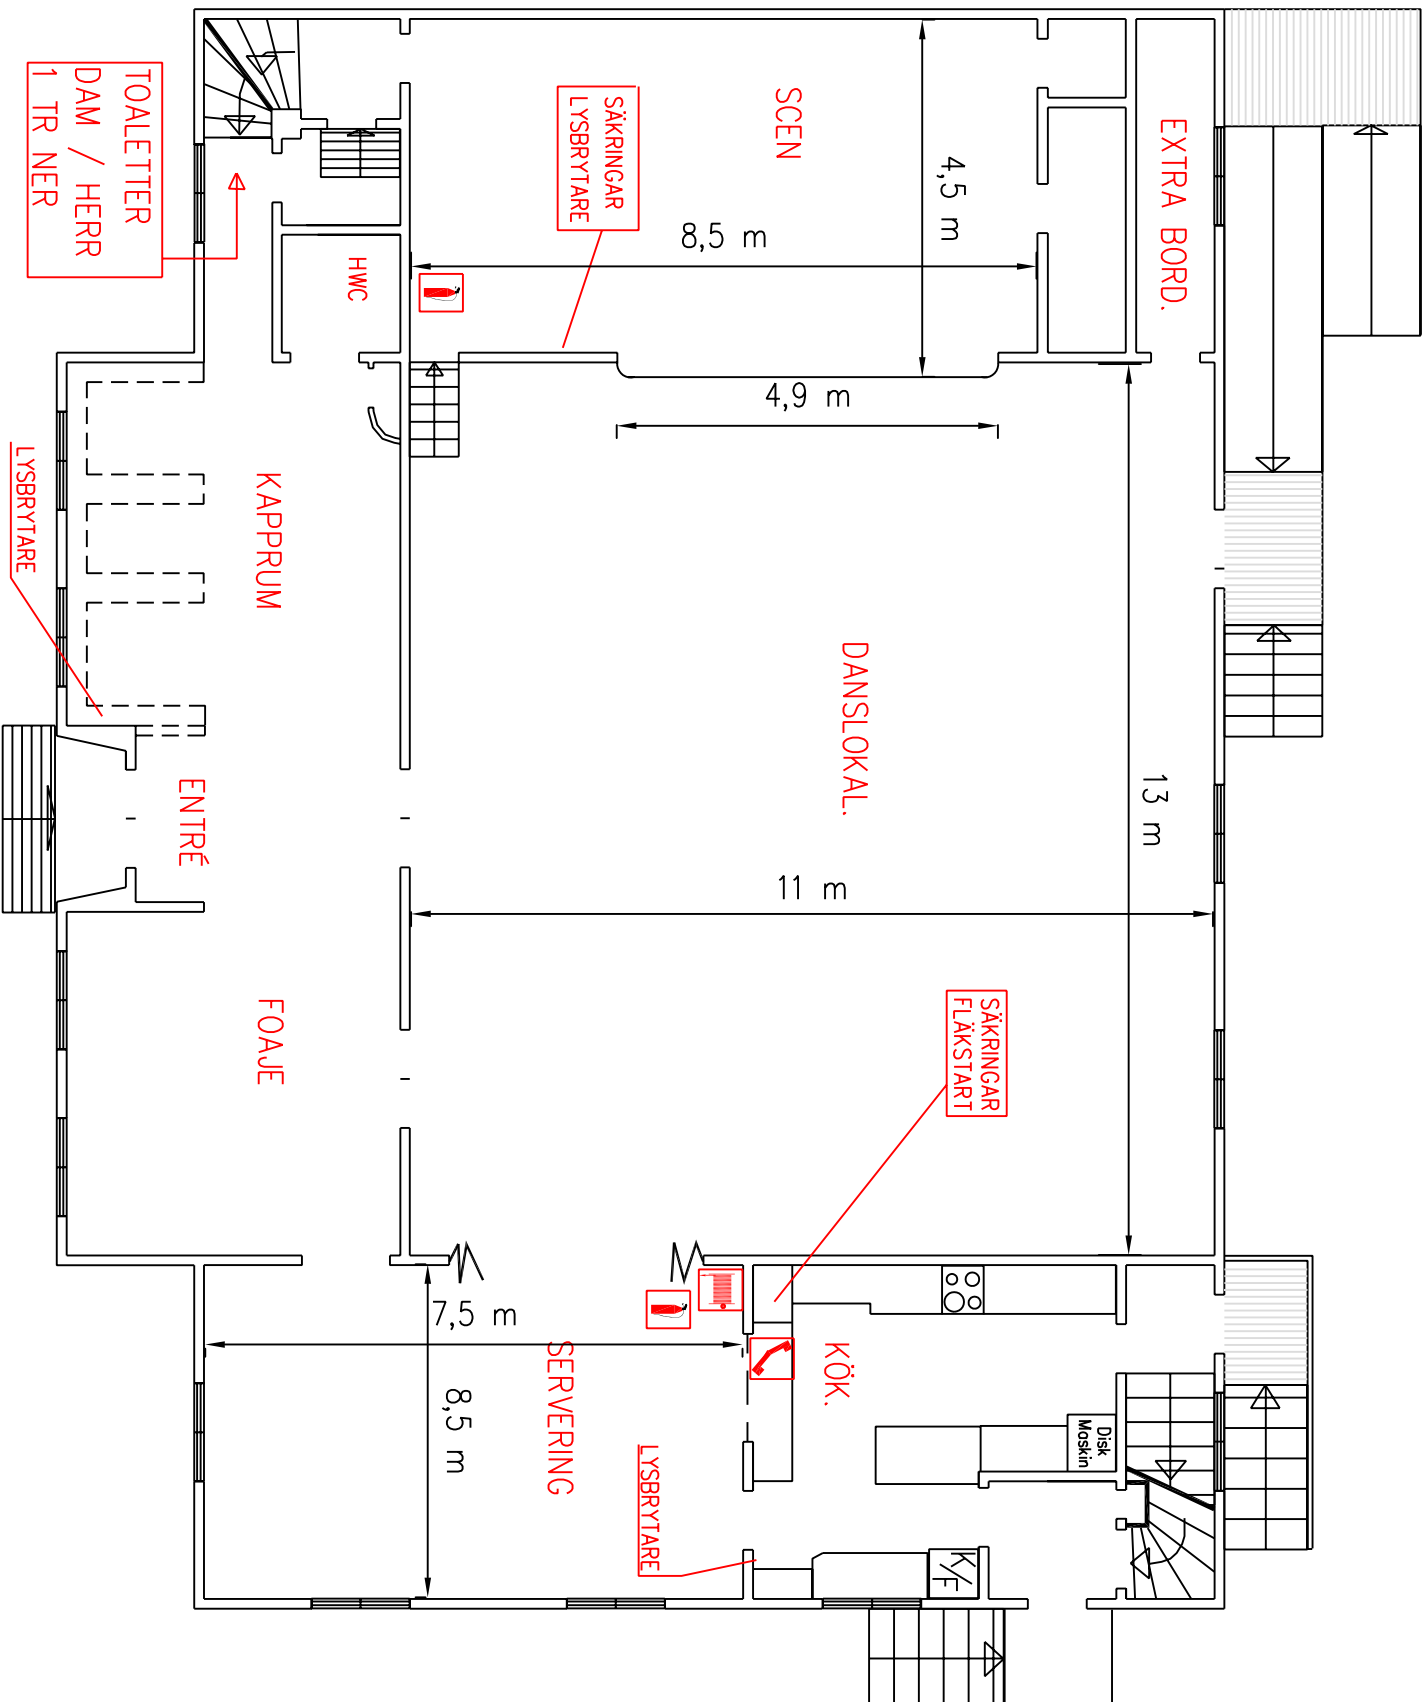 TOALETTER
DAM / HERR
1 TR NER
SÄKRINGAR
LYSBRYTARE
SCEN
4,5 m
8,5 m
EXTRA BORD.
HWC
4,9 m
KAPPRUM
LYSBRYTARE
DANSLOKAL.
13 m
ENTRÉ
11 m
FOAJE
SÄKRINGAR
FLÄKSTART
7,5 m
8,5 m
SERVERING
KÖK.
Disk
Maskin
LYSBRYTARE
K/F